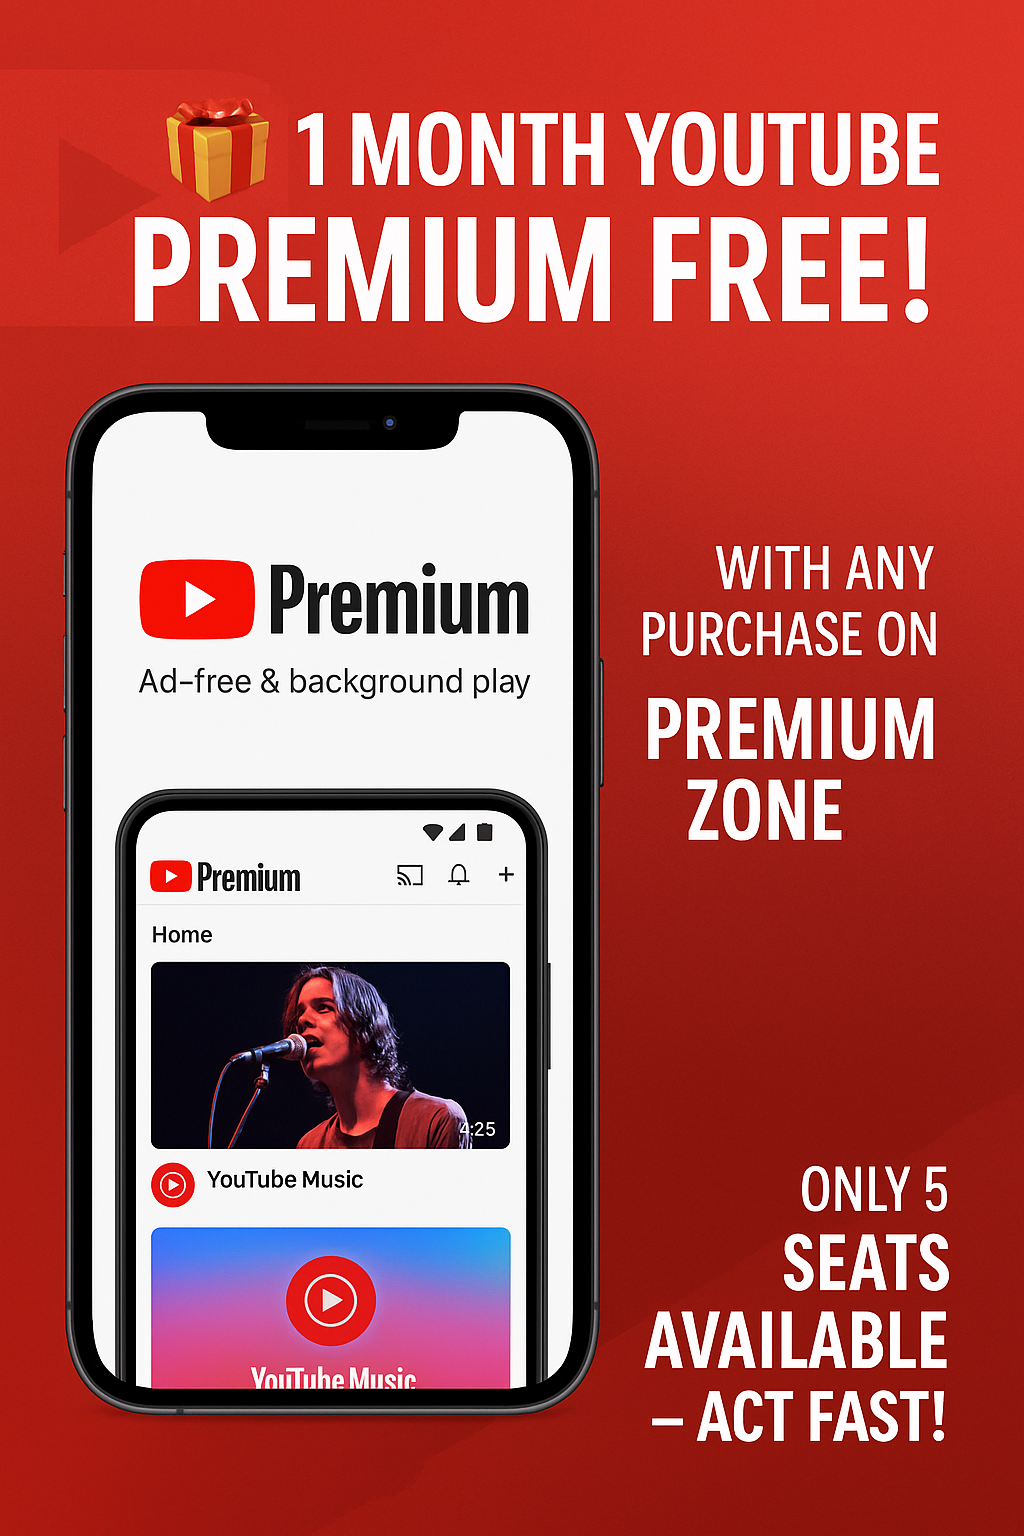 1 MONTH YOUTUBE
PREMIUM FREE!
Premium
Ad-free & background play
Premium
Home
4:25
YouTube Music
YouTube Music
WITH ANY
PURCHASE ON
PREMIUM
ZONE
ONLY 5
SEATS
AVAILABLE
– ACT FAST!